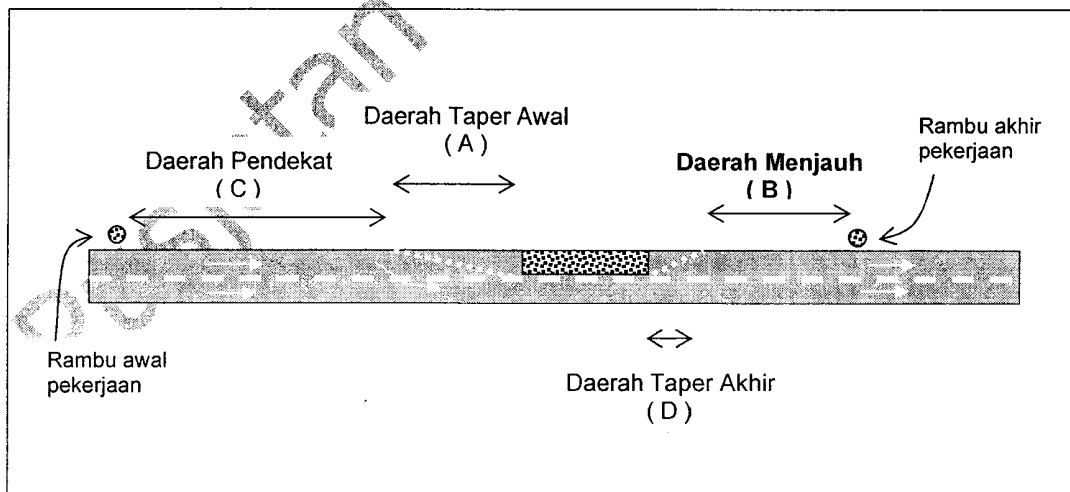 Daerah Taper Awal
( A )
Daerah Pendekat
( C )
Daerah Menjauh
( B )
Rambu akhir
pekerjaan
Rambu awal
pekerjaan
Daerah Taper Akhir
( D )